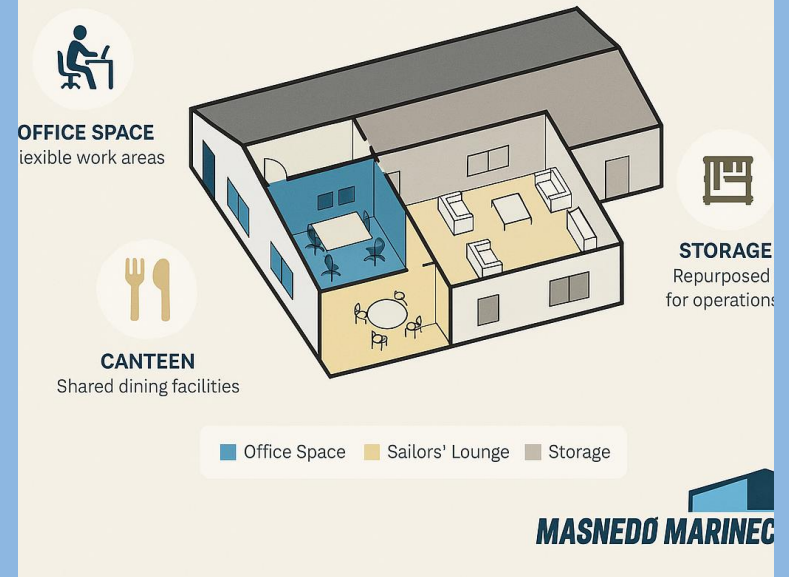 OFFICE SPACE
lexible work areas
CANTEEN
Shared dining facilities
STORAGE
Repurposed
for operations
Office Space
Sailors' Lounge
Storage
MASNEDØ MARINEC